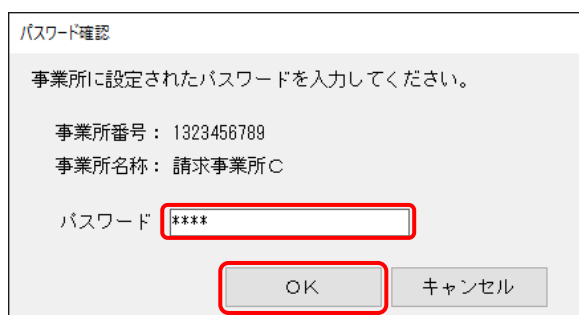 パスワード確認
事業所に設定されたパスワードを入力してください。
事業所番号： 1323456789
事業所名称： 請求事業所Ｃ
パスワード ****
ＯＫ キャンセル